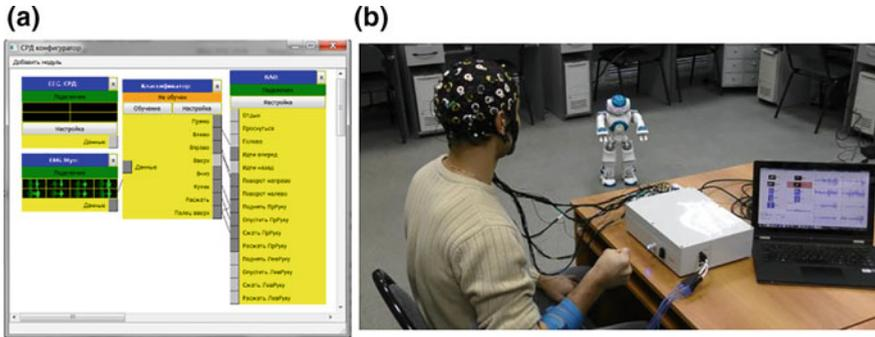 (a)
(b)
СРД конфигуратор
Добавить модуль
EEG СРД
Подключен
Настройка
Данные
EMG Myo
Подключен
Данные
Классификатор
Не обучен
Обучение Настройка
Данные
Прямо
Влево
Вправо
Вверх
Вниз
Кулак
Разжать
Палец вверх
NAO
Подключен
Настройка
Отдых
Проснуться
Голова
Идти вперед
Идти назад
Поворот направо
Поворот налево
Поднять ПрРуку
Опустить ПрРуку
Сжать ПрРуку
Разжать ПрРуку
Поднять ЛевРуку
Опустить ЛевРуку
Сжать ЛевРуку
Разжать ЛевРуку